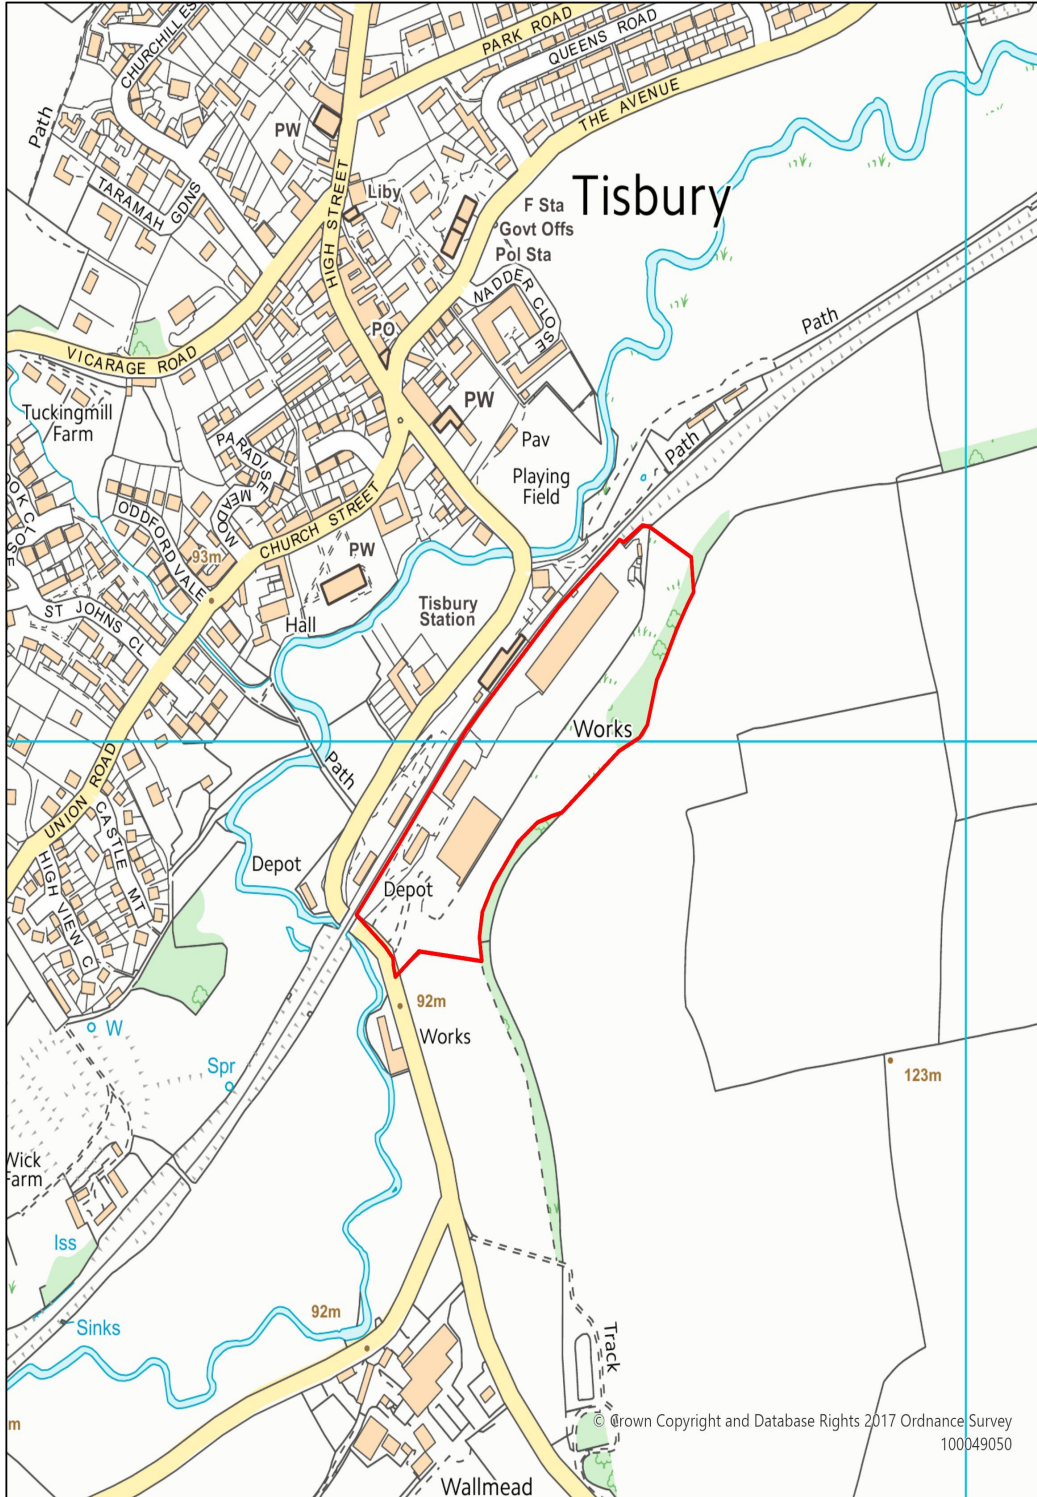 CHURCHILLES
PARK ROAD
QUEENS ROAD
THE AVENUE
Path
PW
HIGH STREET
Liby
TARAMAH
GDNS
Tisbury
F Sta
Govt Offs
Pol Sta
NADDER CLOSE
PO
VICARAGE ROAD
Path
Tuckingmill
Farm
PW
Pav
Path
Playing
Field
PARADISE
MEADOW
ODDFORD VALE
CHURCH STREET
93m
PW
OOK CLOSE
ST JOHNS CL
Hall
Tisbury
Station
Works
Path
UNION ROAD
CASTLE MT
HIGH VIEW C
Depot
Depot
92m
Works
W
Spr
123m
Wick
Farm
Iss
Sinks
92m
Track
m
© Crown Copyright and Database Rights 2017 Ordnance Survey
100049050
Wallmead